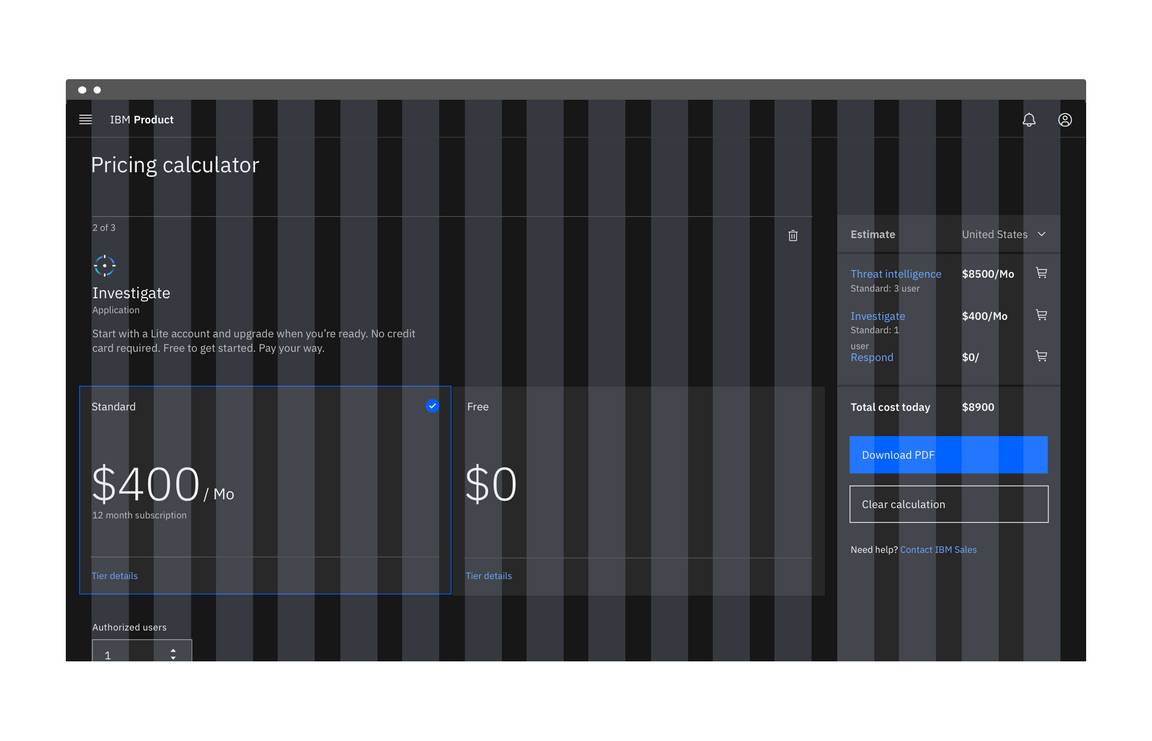 IBM Product
Pricing calculator
2 of 3
Investigate
Application
Start with a Lite account and upgrade when you’re ready. No credit
card required. Free to get started. Pay your way.
Standard
$400 / Mo
12 month subscription
Tier details
Free
$0
Tier details
Authorized users
1
Estimate United States
Threat intelligence $8500/Mo
Standard: 3 user
Investigate $400/Mo
Standard: 1
user
Respond $0/
Total cost today $8900
Download PDF
Clear calculation
Need help? Contact IBM Sales